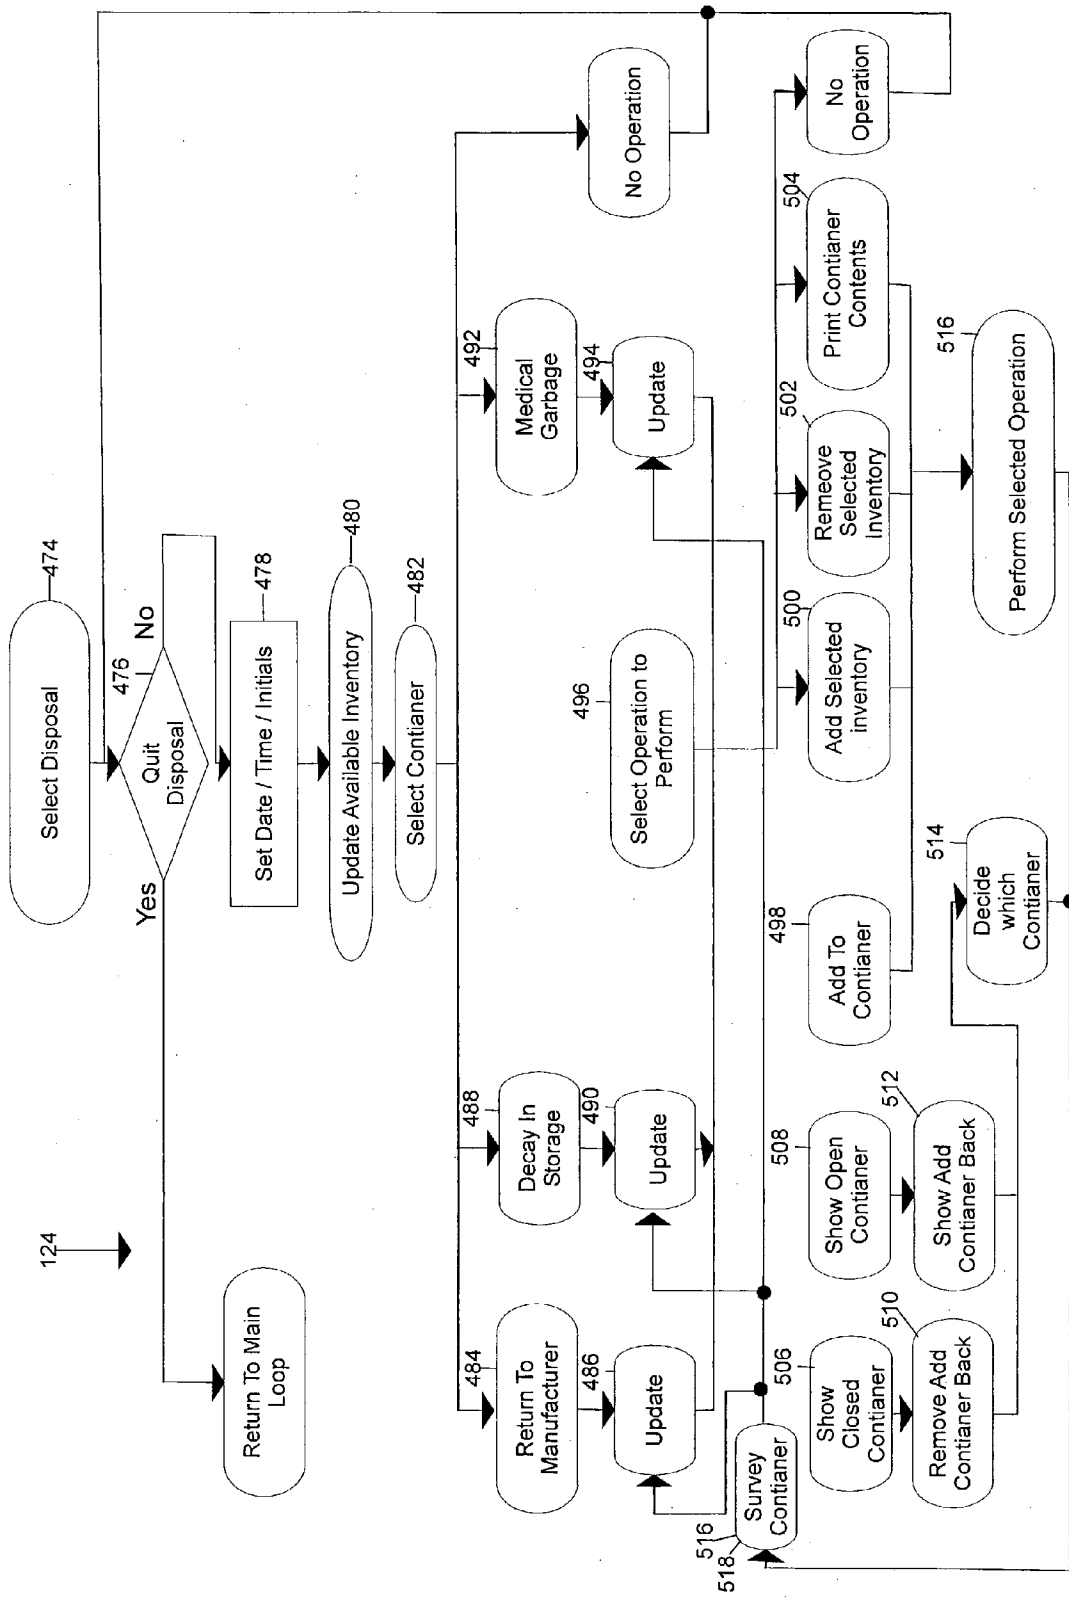 124
Select Disposal
474
476
Quit
Disposal
Yes
No
Return To Main
Loop
Set Date / Time / Initials
478
Update Available Inventory
480
Select Contianer
482
484
Return To
Manufacturer
488
Decay In
Storage
492
Medical
Garbage
486
Update
490
Update
494
Update
No Operation
496
Select Operation to
Perform
516
518
Survey
Contianer
506
Show
Closed
Contianer
508
Show Open
Contianer
498
Add To
Contianer
500
Add Selected
inventory
502
Remove
Selected
inventory
504
Print Contianer
Contents
No
Operation
510
Remove Add
Contianer Back
512
Show Add
Contianer Back
514
Decide
which
Contianer
516
Perform Selected Operation